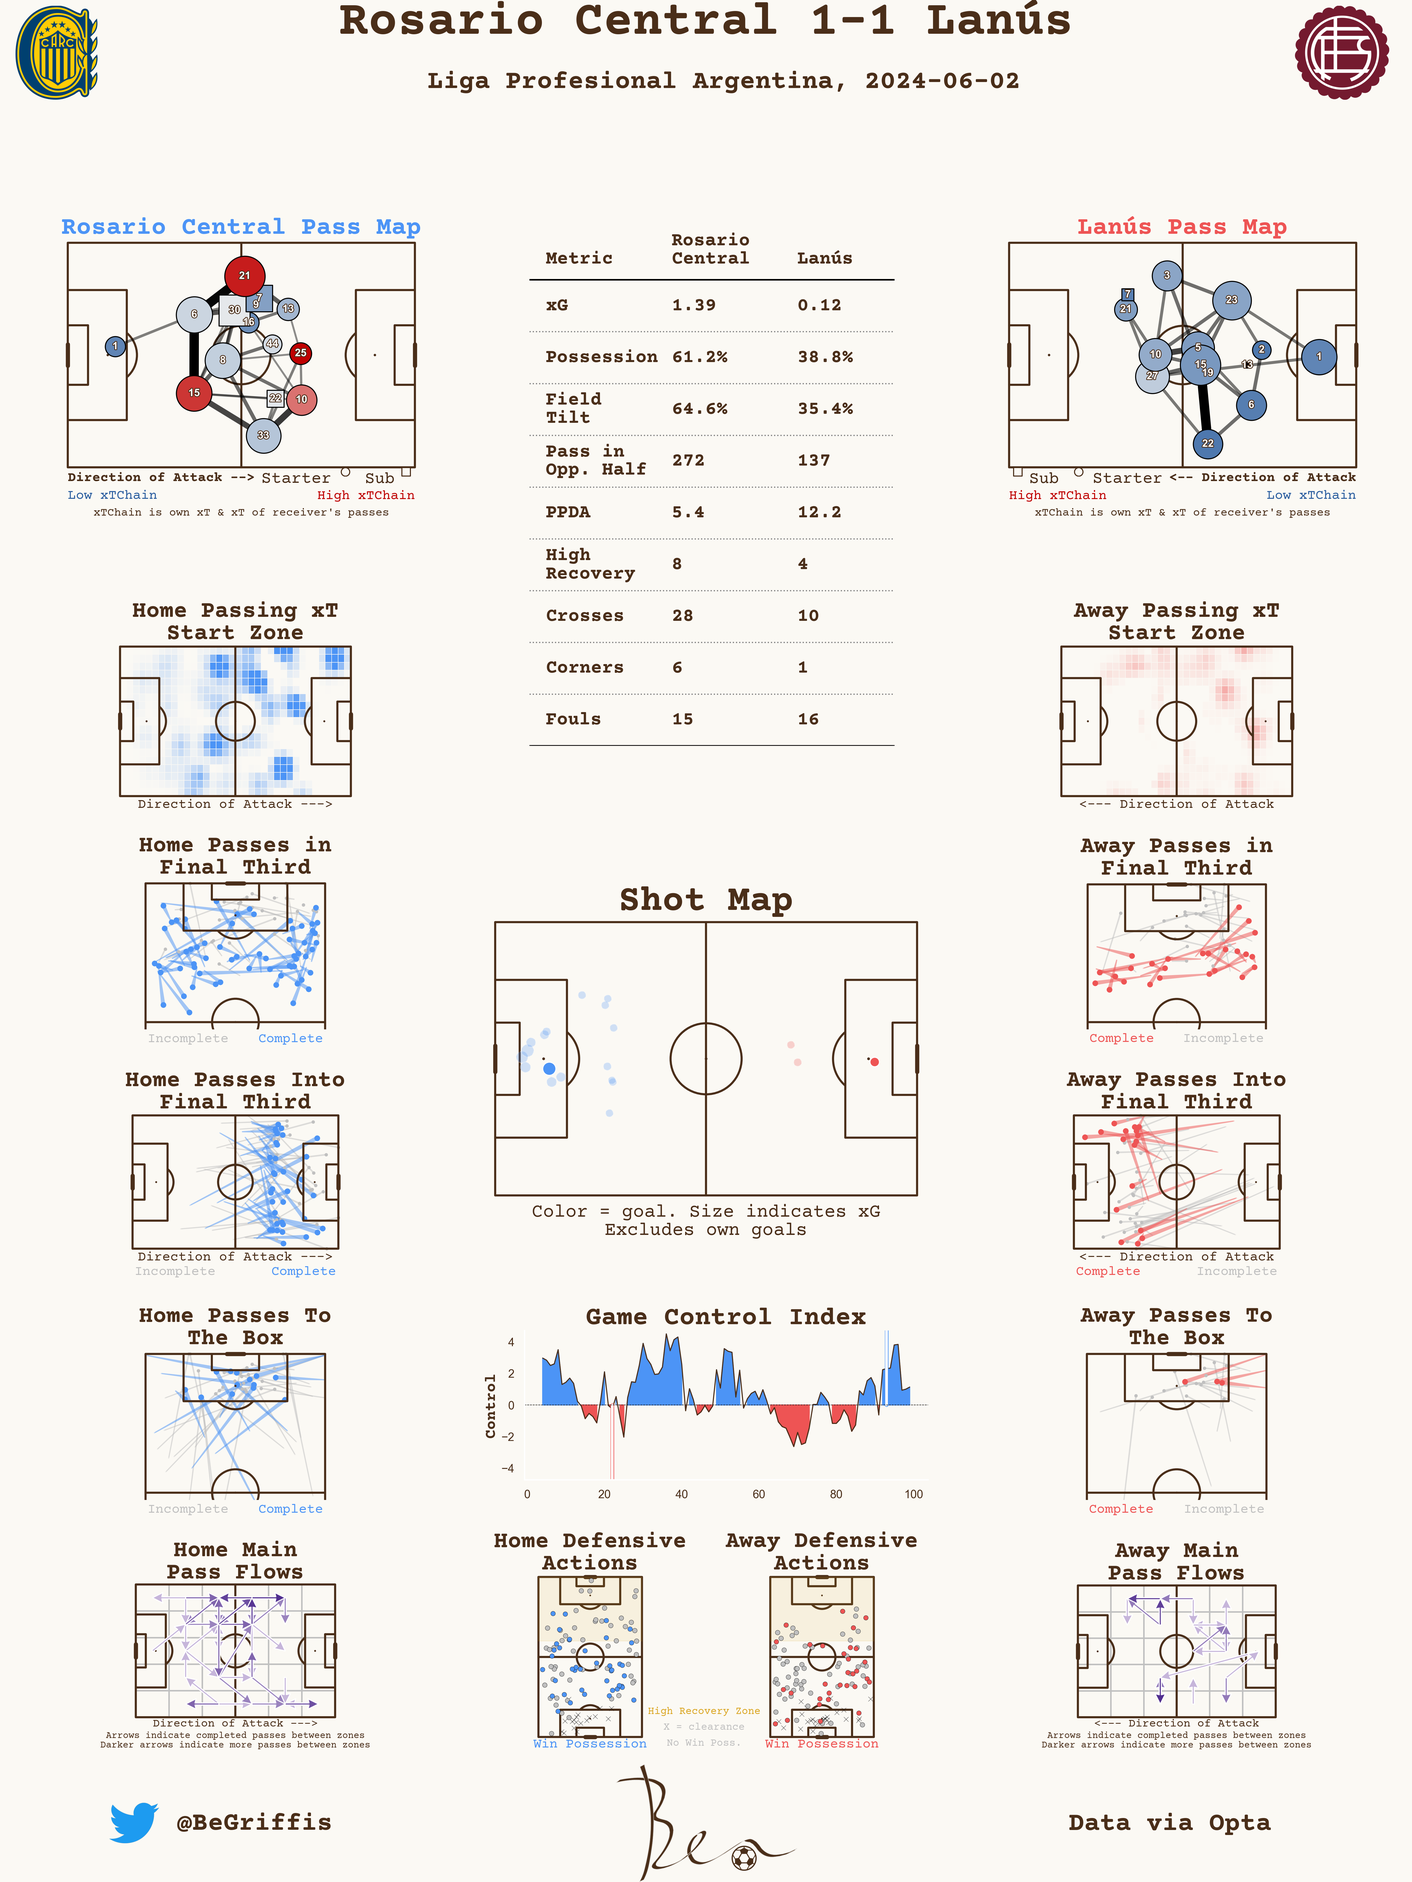 Rosario Central 1-1 Lanús
Liga Profesional Argentina, 2024-06-02
CARC
Rosario Central Pass Map
21
7
9
30
13
6
16
1
44
8
25
15
22
10
33
Direction of Attack --> Starter Sub
Low xTChain High xTChain
xTChain is own xT & xT of receiver's passes
Metric Rosario Central Lanús
xG 1.39 0.12
Possession 61.2% 38.8%
Field Tilt 64.6% 35.4%
Pass in Opp. Half 272 137
PPDA 5.4 12.2
High Recovery 8 4
Crosses 28 10
Corners 6 1
Fouls 15 16
Lanús Pass Map
3
7
23
21
5
2
10
1
15
13
19
27
6
22
Sub Starter <-- Direction of Attack
High xTChain Low xTChain
xTChain is own xT & xT of receiver's passes
Home Passing xT
Start Zone
Direction of Attack --->
Away Passing xT
Start Zone
<--- Direction of Attack
Home Passes in
Final Third
Incomplete Complete
Away Passes in
Final Third
Complete Incomplete
Shot Map
Color = goal. Size indicates xG
Excludes own goals
Home Passes Into
Final Third
Direction of Attack --->
Incomplete Complete
Away Passes Into
Final Third
<--- Direction of Attack
Complete Incomplete
Home Passes To
The Box
Incomplete Complete
Game Control Index
Control
4
2
0
−2
−4
0 20 40 60 80 100
Away Passes To
The Box
Complete Incomplete
Home Main
Pass Flows
Direction of Attack --->
Arrows indicate completed passes between zones
Darker arrows indicate more passes between zones
Home Defensive
Actions
Win Possession
High Recovery Zone
X = clearance
No Win Poss.
Away Defensive
Actions
Win Possession
Away Main
Pass Flows
<--- Direction of Attack
Arrows indicate completed passes between zones
Darker arrows indicate more passes between zones
@BeGriffis
Ben
Data via Opta